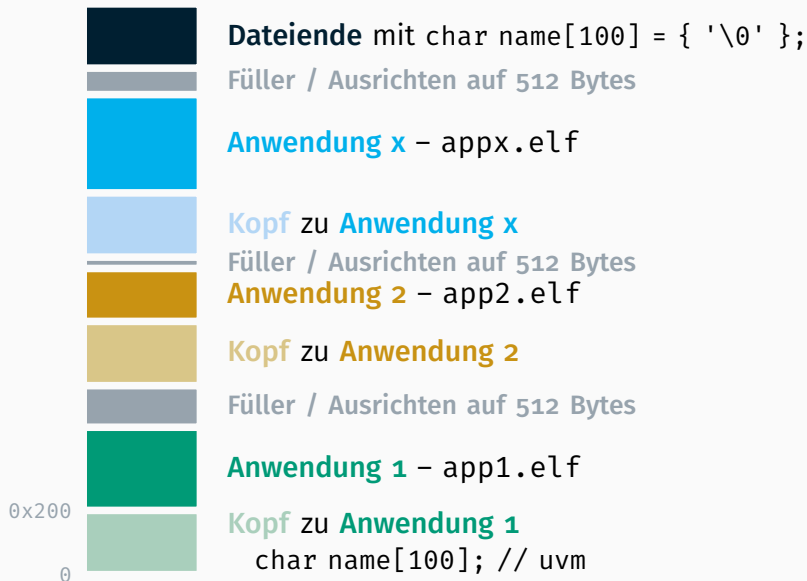 Dateiende mit char name[100] = { '\0' };
Füller / Ausrichten auf 512 Bytes
Anwendung x – appx.elf
Kopf zu Anwendung x
Füller / Ausrichten auf 512 Bytes
Anwendung 2 – app2.elf
Kopf zu Anwendung 2
Füller / Ausrichten auf 512 Bytes
Anwendung 1 – app1.elf
0x200
Kopf zu Anwendung 1
char name[100]; // uvm
0